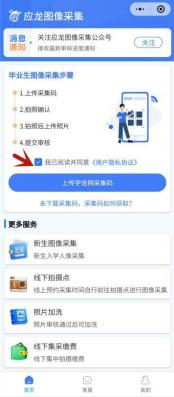 应龙图像采集
消息
通知
关注应龙图像采集公众号
接收最新审核进度通知
关注
毕业生图像采集步骤
1.上传采集码
2.拍照确认
3.拍照后上传照片
4.提交审核
我已阅读并同意《用户隐私协议》
上传学信网采集码
未下载采集码，采集码如何获取？
更多服务
新生图像采集
新生入学人像采集
线下拍摄点
线上预约采集时间自行前往拍摄点进行图像采集
照片加洗
照片审核通过后可加洗
线下集采缴费
线下集中拍摄缴费
首页
客服
我的